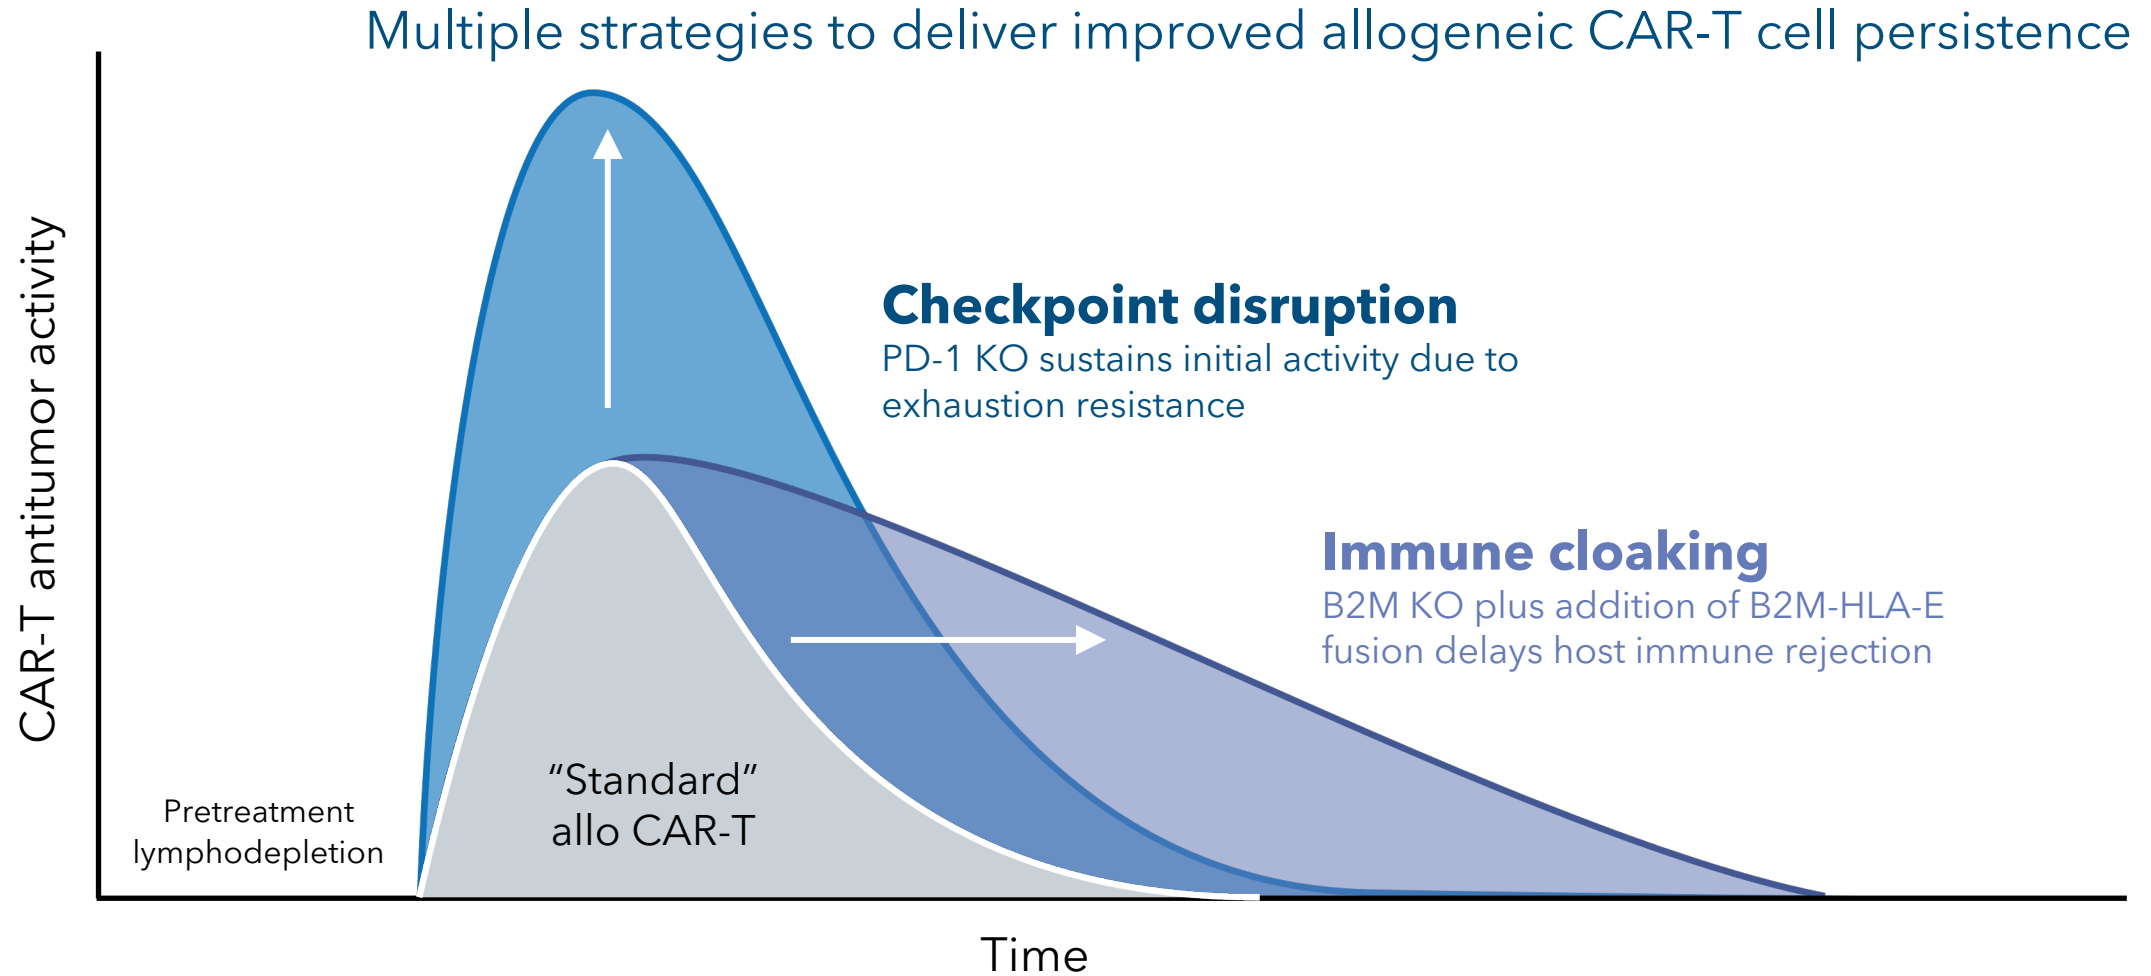 Multiple strategies to deliver improved allogeneic CAR-T cell persistence
CAR-T antitumor activity
Checkpoint disruption
PD-1 KO sustains initial activity due to
exhaustion resistance
Immune cloaking
B2M KO plus addition of B2M-HLA-E
fusion delays host immune rejection
“Standard”
allo CAR-T
Pretreatment
lymphodepletion
Time